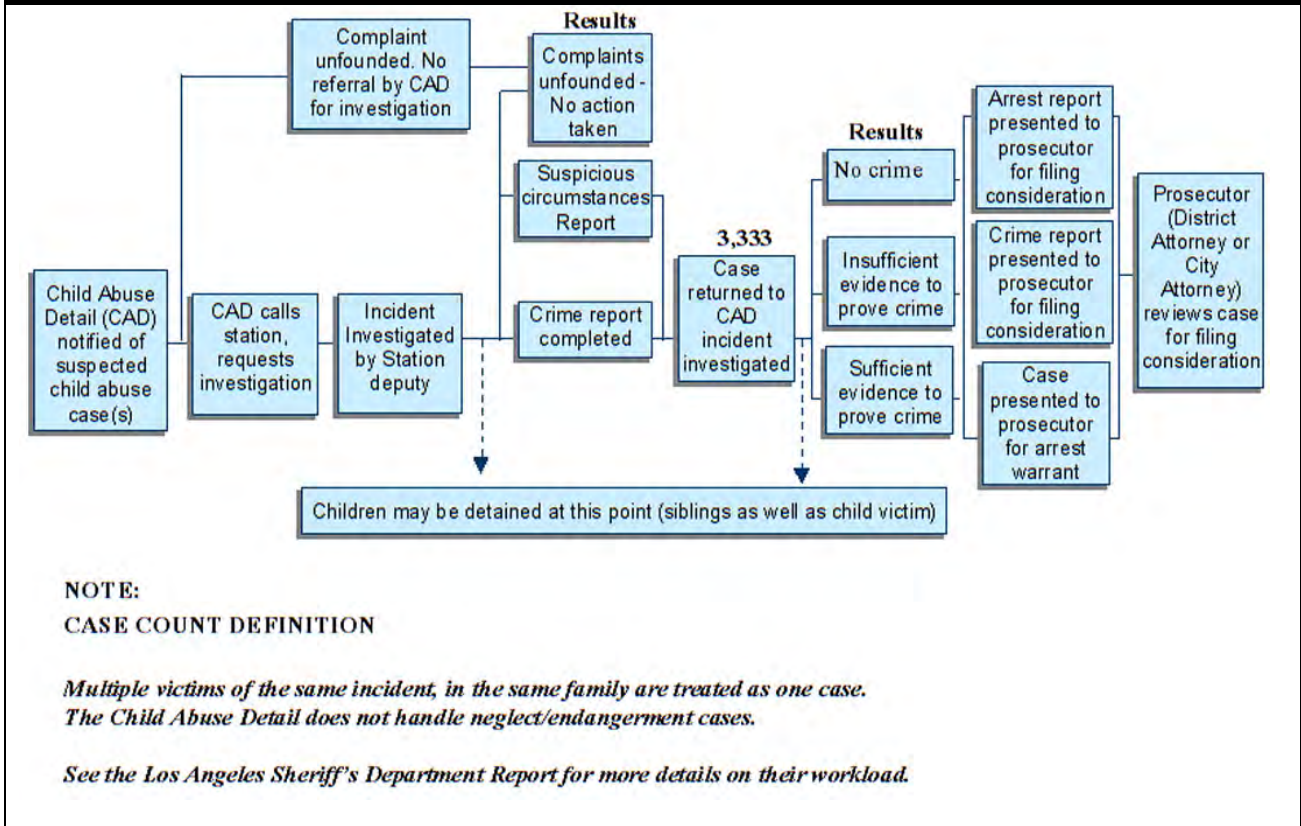 Results
Complaint
unfounded. No
referral by CAD
for investigation
Complaints
unfounded -
No action
taken
Suspicious
circumstances
Report
Child Abuse
Detail (CAD)
notified of
suspected
child abuse
case(s)
CAD calls
station,
requests
investigation
Incident
Investigated
by Station
deputy
Crime report
completed
3,333
Case
returned to
CAD
incident
investigated
Results
No crime
Insufficient
evidence to
prove crime
Sufficient
evidence to
prove crime
Arrest report
presented to
prosecutor
for filing
consideration
Crime report
presented to
prosecutor
for filing
consideration
Case
presented to
prosecutor
for arrest
warrant
Prosecutor
(District
Attorney or
City
Attorney)
reviews case
for filing
consideration
Children may be detained at this point (siblings as well as child victim)
NOTE:
CASE COUNT DEFINITION
Multiple victims of the same incident, in the same family are treated as one case.
The Child Abuse Detail does not handle neglect/endangerment cases.
See the Los Angeles Sheriff's Department Report for more details on their workload.